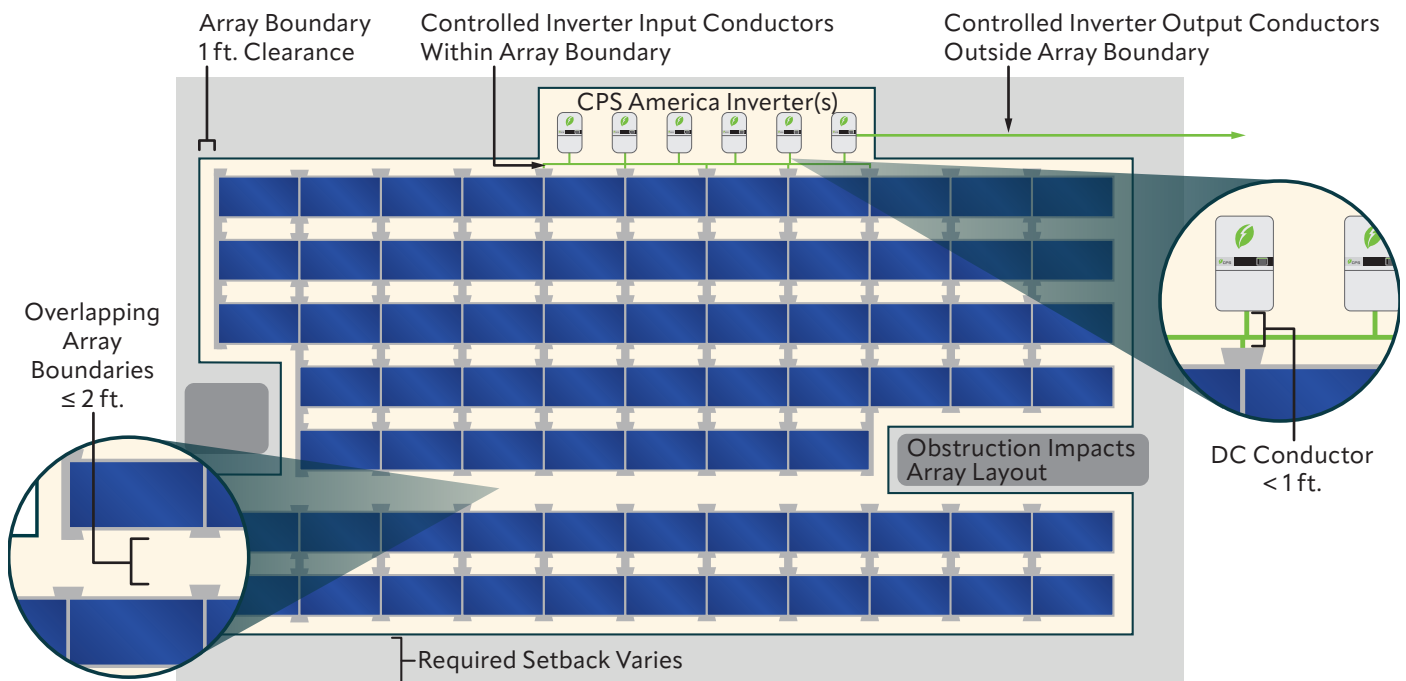 Array Boundary
1 ft. Clearance
Controlled Inverter Input Conductors
Within Array Boundary
Controlled Inverter Output Conductors
Outside Array Boundary
CPS America Inverter(s)
Overlapping
Array
Boundaries
≤ 2 ft.
Obstruction Impacts
Array Layout
DC Conductor
< 1 ft.
Required Setback Varies